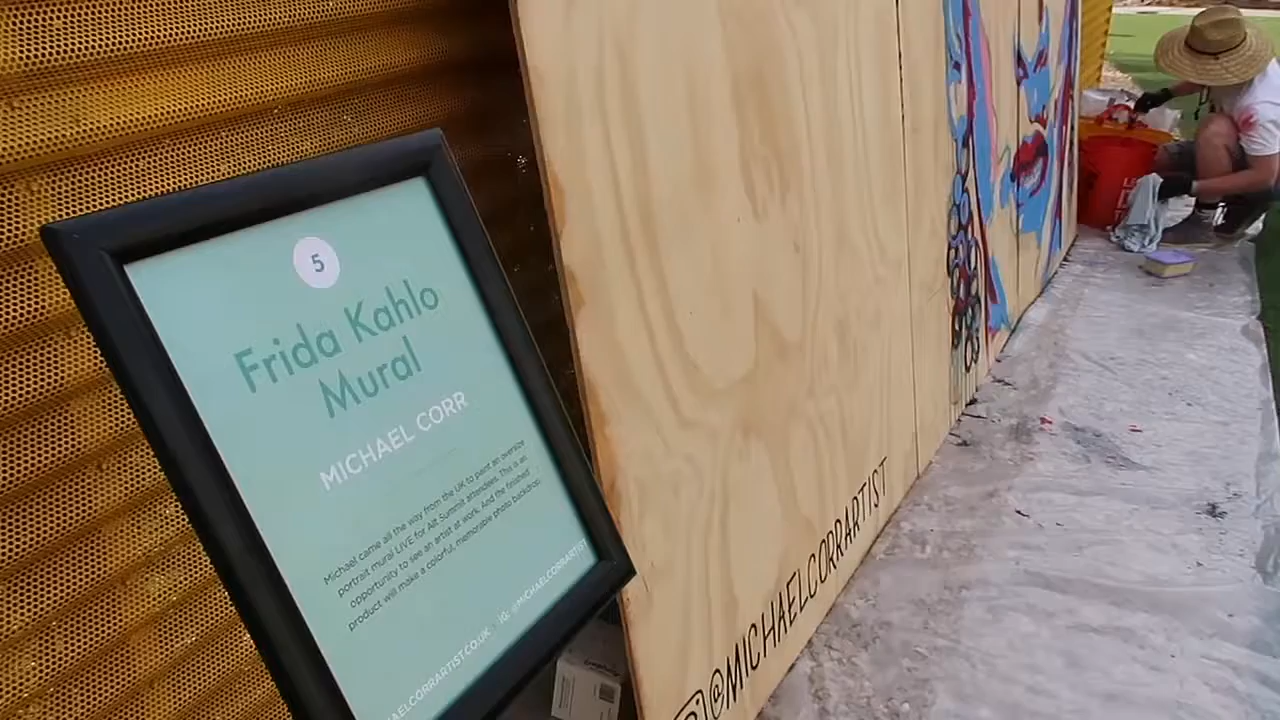 5
Frida Kahlo
Mural
MICHAEL CORR
Michael came all the way from the UK to paint an oversize
portrait mural LIVE for Alt Summit attendees. This is an
opportunity to see an artist at work. And the finished
product will make a colorful, memorable photo backdrop.
AELCORRARTIST.CO.UK IG: @MICHAELCORRARTIST
@MICHAELCORRARTIST